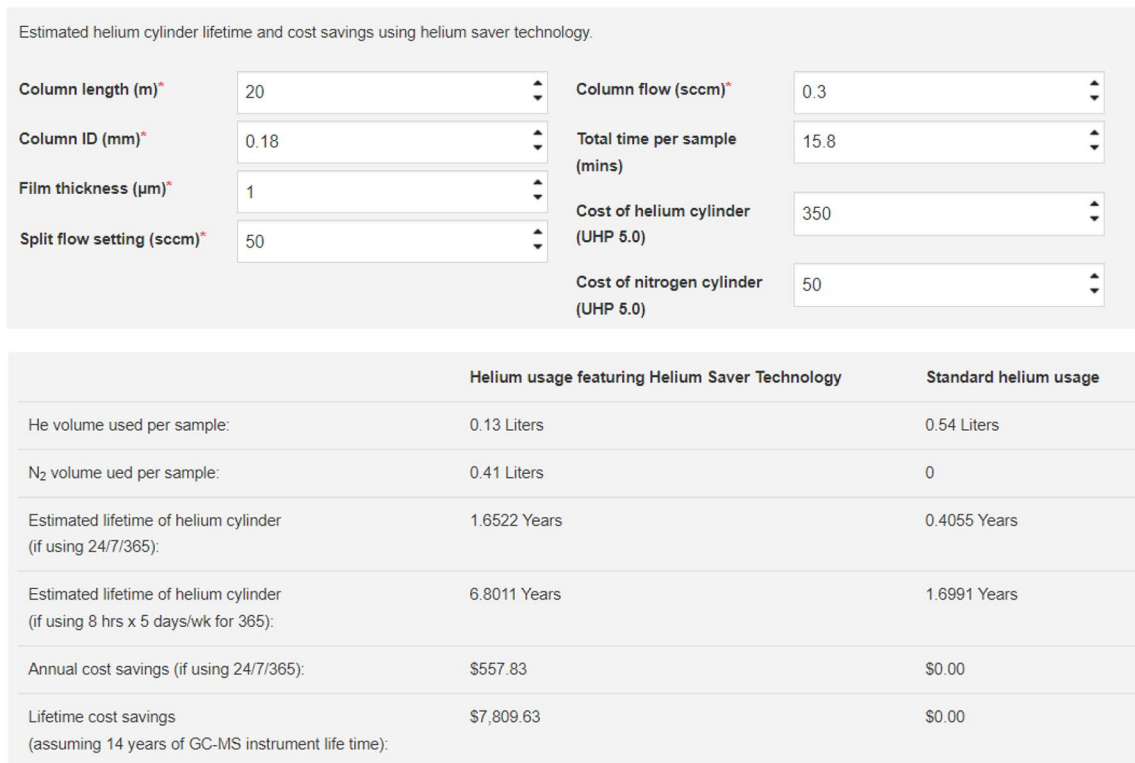 Estimated helium cylinder lifetime and cost savings using helium saver technology.
Column length (m)* 20
Column flow (sccm)* 0.3
Column ID (mm)* 0.18
Total time per sample
(mins) 15.8
Film thickness (µm)* 1
Cost of helium cylinder
(UHP 5.0) 350
Split flow setting (sccm)* 50
Cost of nitrogen cylinder
(UHP 5.0) 50
Helium usage featuring Helium Saver Technology Standard helium usage
He volume used per sample: 0.13 Liters 0.54 Liters
N₂ volume ued per sample: 0.41 Liters 0
Estimated lifetime of helium cylinder 1.6522 Years 0.4055 Years
(if using 24/7/365):
Estimated lifetime of helium cylinder 6.8011 Years 1.6991 Years
(if using 8 hrs x 5 days/wk for 365):
Annual cost savings (if using 24/7/365): $557.83 $0.00
Lifetime cost savings $7,809.63 $0.00
(assuming 14 years of GC-MS instrument life time):